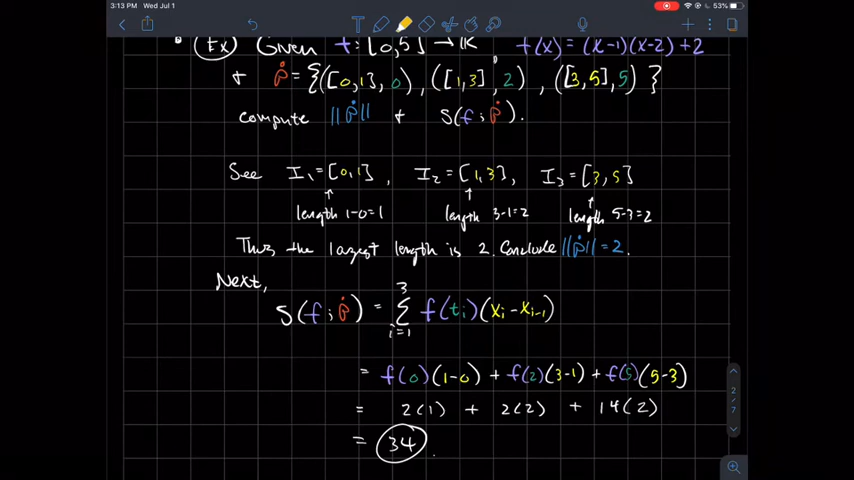 3:13 PM Wed Jul 1
53%
Ex Given f: [0,5] → ℝ f(x) = (x-1)(x-2)+2
+ Ṗ = {([0,1], 0), ([1,3], 2), ([3,5], 5)}
compute ||Ṗ|| + S(f; Ṗ).
See I₁=[0,1], I₂=[1,3], I₃=[3,5]
↑ ↑ ↑
length 1-0=1 length 3-1=2 length 5-3=2
Thus the largest length is 2. Conclude ||Ṗ||=2.
Next,
S(f; Ṗ) = Σ_{i=1}^{3} f(tᵢ)(xᵢ-xᵢ₋₁)
= f(0)(1-0) + f(2)(3-1) + f(5)(5-3)
= 2(1) + 2(2) + 14(2)
= 34.
2/7